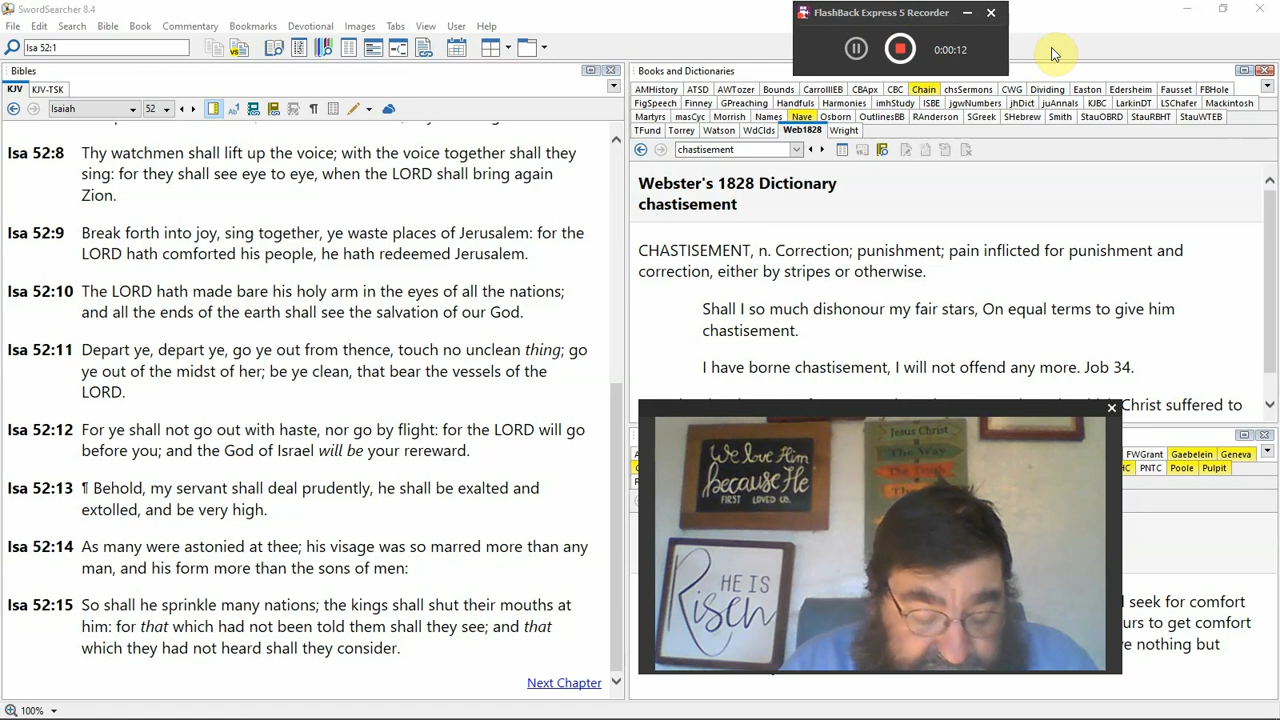 SwordSearcher 8.4
FlashBack Express 5 Recorder
File Edit Search Bible Book Commentary Bookmarks Devotional Images Tabs View User Help
Isa 52:1
0:00:12
Bibles
KJV KJV-TSK
Isaiah 52
Isa 52:8 Thy watchmen shall lift up the voice; with the voice together shall they
sing: for they shall see eye to eye, when the LORD shall bring again
Zion.
Isa 52:9 Break forth into joy, sing together, ye waste places of Jerusalem: for the
LORD hath comforted his people, he hath redeemed Jerusalem.
Isa 52:10 The LORD hath made bare his holy arm in the eyes of all the nations;
and all the ends of the earth shall see the salvation of our God.
Isa 52:11 Depart ye, depart ye, go ye out from thence, touch no unclean thing; go
ye out of the midst of her; be ye clean, that bear the vessels of the
LORD.
Isa 52:12 For ye shall not go out with haste, nor go by flight: for the LORD will go
before you; and the God of Israel will be your rereward.
Isa 52:13 ¶ Behold, my servant shall deal prudently, he shall be exalted and
extolled, and be very high.
Isa 52:14 As many were astonied at thee; his visage was so marred more than any
man, and his form more than the sons of men:
Isa 52:15 So shall he sprinkle many nations; the kings shall shut their mouths at
him: for that which had not been told them shall they see; and that
which they had not heard shall they consider.
Next Chapter
100%
Books and Dictionaries
AMHistory ATSD AWTozer Bounds CarrollEB CBApx CBC Chain chsSermons CWG Dividing Easton Edersheim Fausset FBHole
FigSpeech Finney GPreaching Handfuls Harmonies imhStudy ISBE jgwNumbers jhDict juAnnals KJBC LarkinDT LSChafer Mackintosh
Martyrs masCyc Morrish Names Nave Osborn OutlinesBB RAnderson SGreek SHebrew Smith StauOBRD StauRBHT StauWTEB
TFund Torrey Watson WdClds Web1828 Wright
chastisement
Webster's 1828 Dictionary
chastisement
CHASTISEMENT, n. Correction; punishment; pain inflicted for punishment and
correction, either by stripes or otherwise.
Shall I so much dishonour my fair stars, On equal terms to give him
chastisement.
I have borne chastisement, I will not offend any more. Job 34.
Christ suffered to
FWGrant Gaebelein Geneva
PNTC Poole Pulpit
We love Him
because He
FIRST LOVED US.
Jesus Christ
The Way
The Truth
HE IS
Risen
seek for comfort
urs to get comfort
nothing but